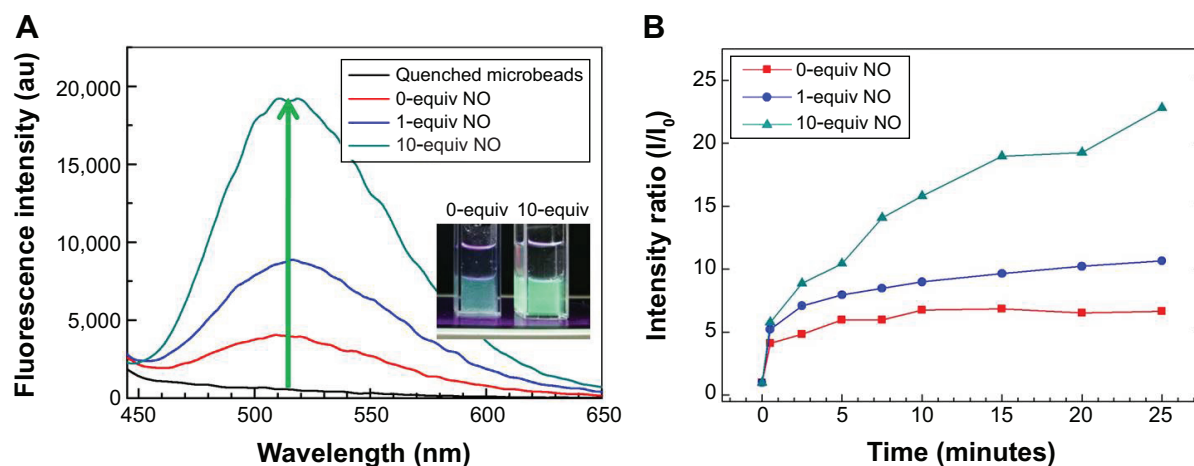 A
Fluorescence intensity (au)
20,000
15,000
10,000
5,000
0
450
500
550
600
650
Wavelength (nm)
Quenched microbeads
0-equiv NO
1-equiv NO
10-equiv NO
0-equiv 10-equiv
B
Intensity ratio (I/I0)
25
20
15
10
5
0
0
5
10
15
20
25
Time (minutes)
0-equiv NO
1-equiv NO
10-equiv NO